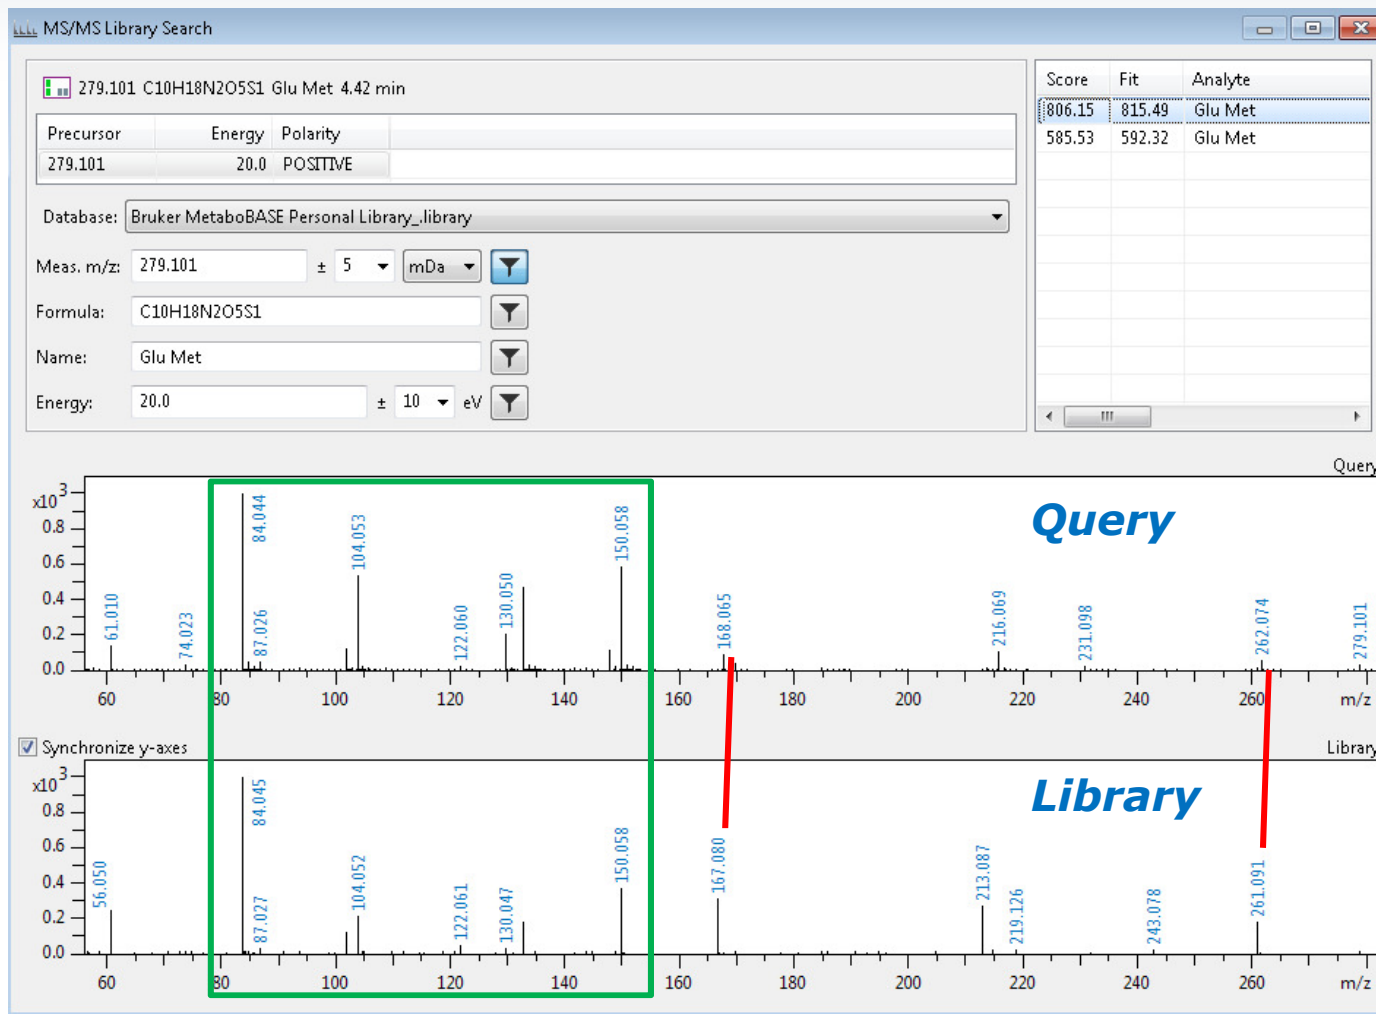 MS/MS Library Search
279.101 C10H18N2O5S1 Glu Met 4.42 min
Precursor Energy Polarity
279.101 20.0 POSITIVE
Database: Bruker MetaboBASE Personal Library_.library
Meas. m/z: 279.101 ± 5 mDa
Formula: C10H18N2O5S1
Name: Glu Met
Energy: 20.0 ± 10 eV
Score Fit Analyte
806.15 815.49 Glu Met
585.53 592.32 Glu Met
Query
x10 3
0.8
0.6
0.4
0.2
0.0
61.010
74.023
84.044
87.026
104.053
122.060
130.050
150.058
168.065
216.069
231.098
262.074
279.101
Query
60 80 100 120 140 160 180 200 220 240 260 m/z
Synchronize y-axes
Library
x10 3
0.8
0.6
0.4
0.2
0.0
56.050
84.045
87.027
104.052
122.061
130.047
150.058
167.080
213.087
219.126
243.078
261.091
Library
60 80 100 120 140 160 180 200 220 240 260 m/z